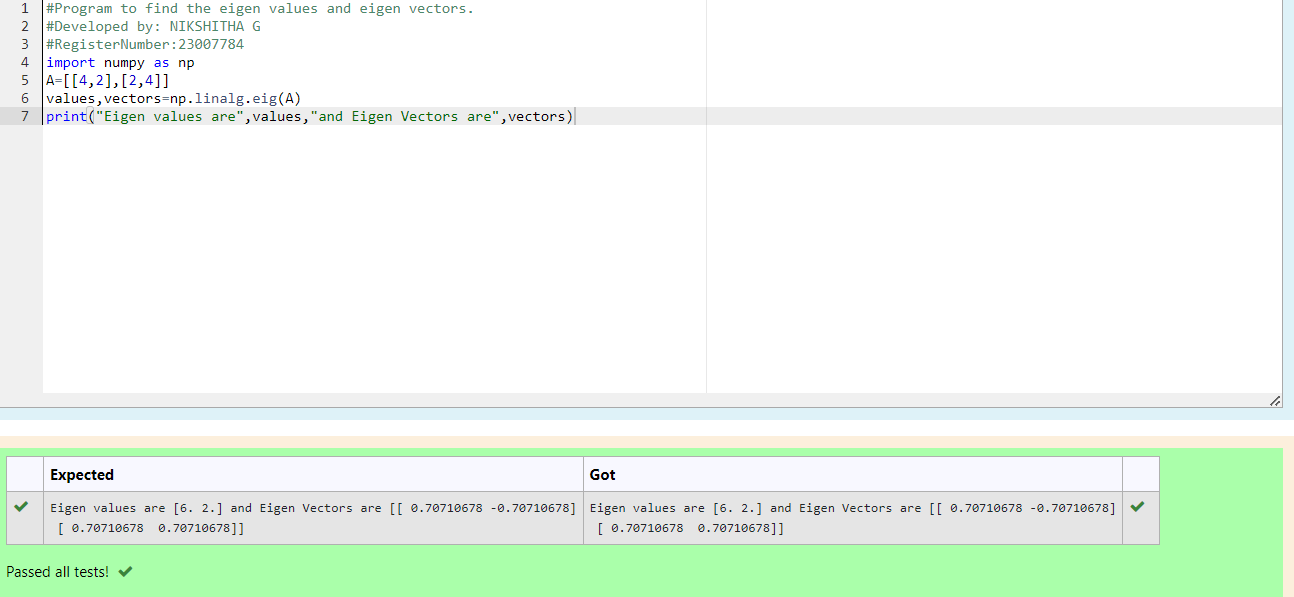 1 #Program to find the eigen values and eigen vectors.
2 #Developed by: NIKSHITHA G
3 #RegisterNumber:23007784
4 import numpy as np
5 A=[[4,2],[2,4]]
6 values,vectors=np.linalg.eig(A)
7 print("Eigen values are",values,"and Eigen Vectors are",vectors)
Expected Got
Eigen values are [6. 2.] and Eigen Vectors are [[ 0.70710678 -0.70710678] Eigen values are [6. 2.] and Eigen Vectors are [[ 0.70710678 -0.70710678]
[ 0.70710678  0.70710678]] [ 0.70710678  0.70710678]]
Passed all tests!